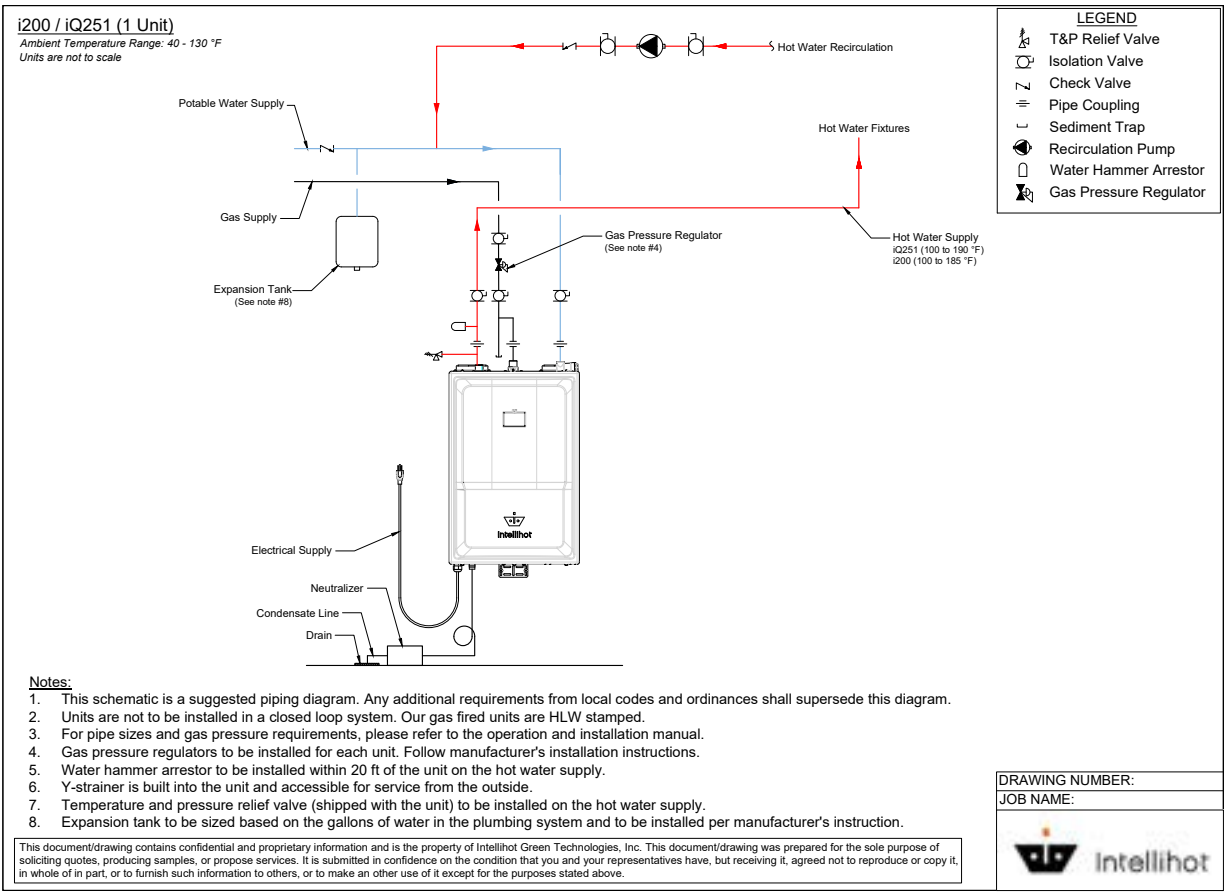 i200 / iQ251 (1 Unit)
Ambient Temperature Range: 40 - 130 °F
Units are not to scale
LEGEND
T&P Relief Valve
Isolation Valve
Check Valve
Pipe Coupling
Sediment Trap
Recirculation Pump
Water Hammer Arrestor
Gas Pressure Regulator
Hot Water Recirculation
Potable Water Supply
Hot Water Fixtures
Gas Supply
Gas Pressure Regulator
(See note #4)
Hot Water Supply
iQ251 (100 to 190 °F)
i200 (100 to 185 °F)
Expansion Tank
(See note #8)
intellihot
Electrical Supply
Neutralizer
Condensate Line
Drain
Notes:
1. This schematic is a suggested piping diagram. Any additional requirements from local codes and ordinances shall supersede this diagram.
2. Units are not to be installed in a closed loop system. Our gas fired units are HLW stamped.
3. For pipe sizes and gas pressure requirements, please refer to the operation and installation manual.
4. Gas pressure regulators to be installed for each unit. Follow manufacturer's installation instructions.
5. Water hammer arrestor to be installed within 20 ft of the unit on the hot water supply.
6. Y-strainer is built into the unit and accessible for service from the outside.
7. Temperature and pressure relief valve (shipped with the unit) to be installed on the hot water supply.
8. Expansion tank to be sized based on the gallons of water in the plumbing system and to be installed per manufacturer's instruction.
This document/drawing contains confidential and proprietary information and is the property of Intellihot Green Technologies, Inc. This document/drawing was prepared for the sole purpose of
soliciting quotes, producing samples, or propose services. It is submitted in confidence on the condition that you and your representatives have, but receiving it, agreed not to reproduce or copy it,
in whole of in part, or to furnish such information to others, or to make an other use of it except for the purposes stated above.
DRAWING NUMBER:
JOB NAME:
Intellihot